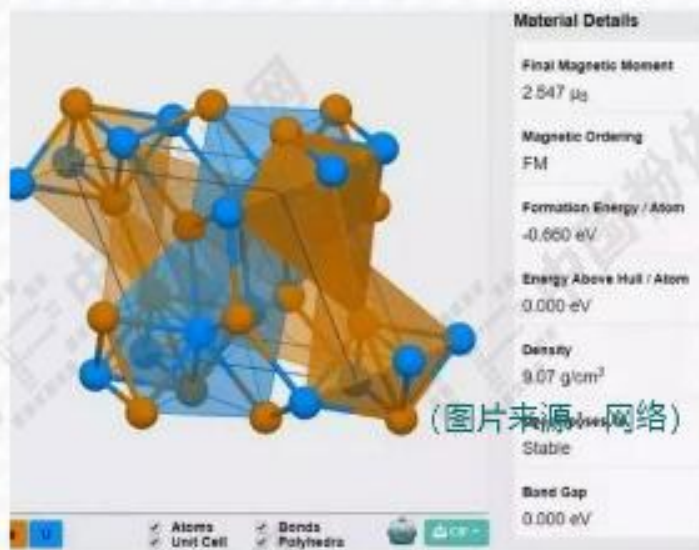 Material Details
Final Magnetic Moment
2.547 μB
Magnetic Ordering
FM
Formation Energy / Atom
-0.660 eV
Energy Above Hull / Atom
0.000 eV
Density
9.07 g/cm³
(图片来源：网络)
Stable
Band Gap
0.000 eV
U
Atoms
Bonds
Unit Cell
Polyhedra
CIF